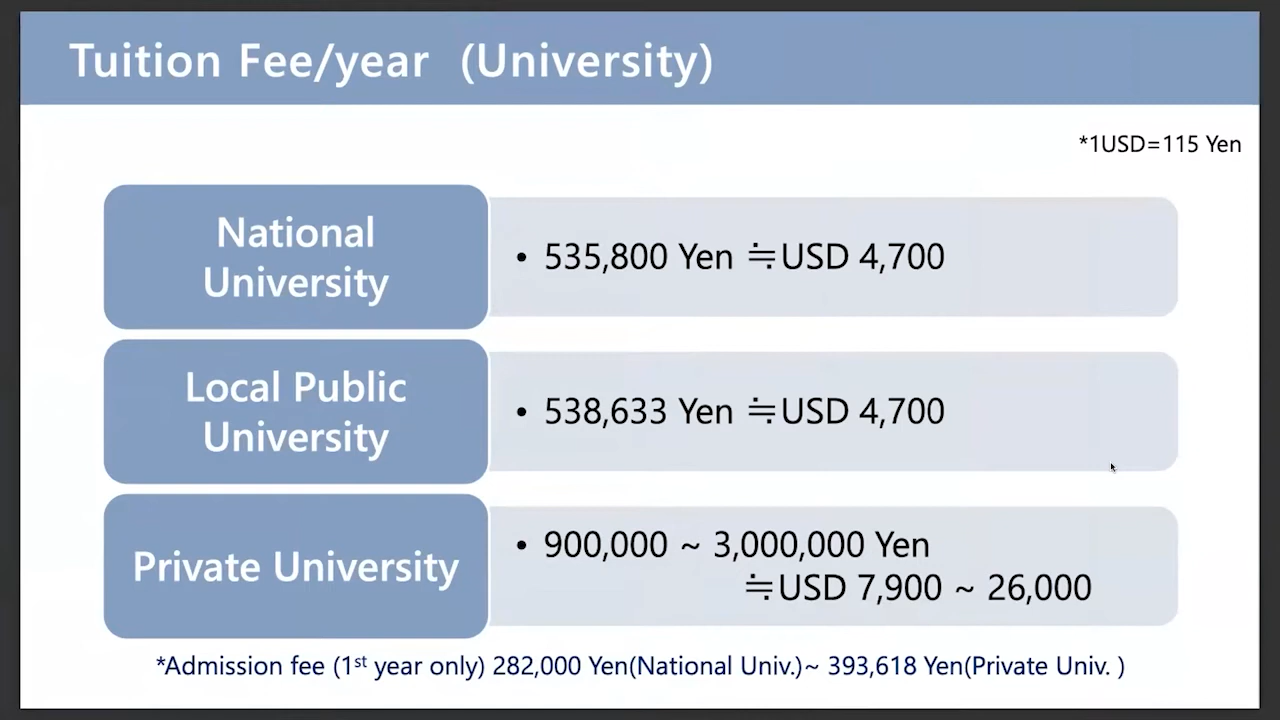 Tuition Fee/year (University)
*1USD=115 Yen
National
University
• 535,800 Yen ≒USD 4,700
Local Public
University
• 538,633 Yen ≒USD 4,700
Private University
• 900,000 ~ 3,000,000 Yen
≒USD 7,900 ~ 26,000
*Admission fee (1st year only) 282,000 Yen(National Univ.)~ 393,618 Yen(Private Univ. )